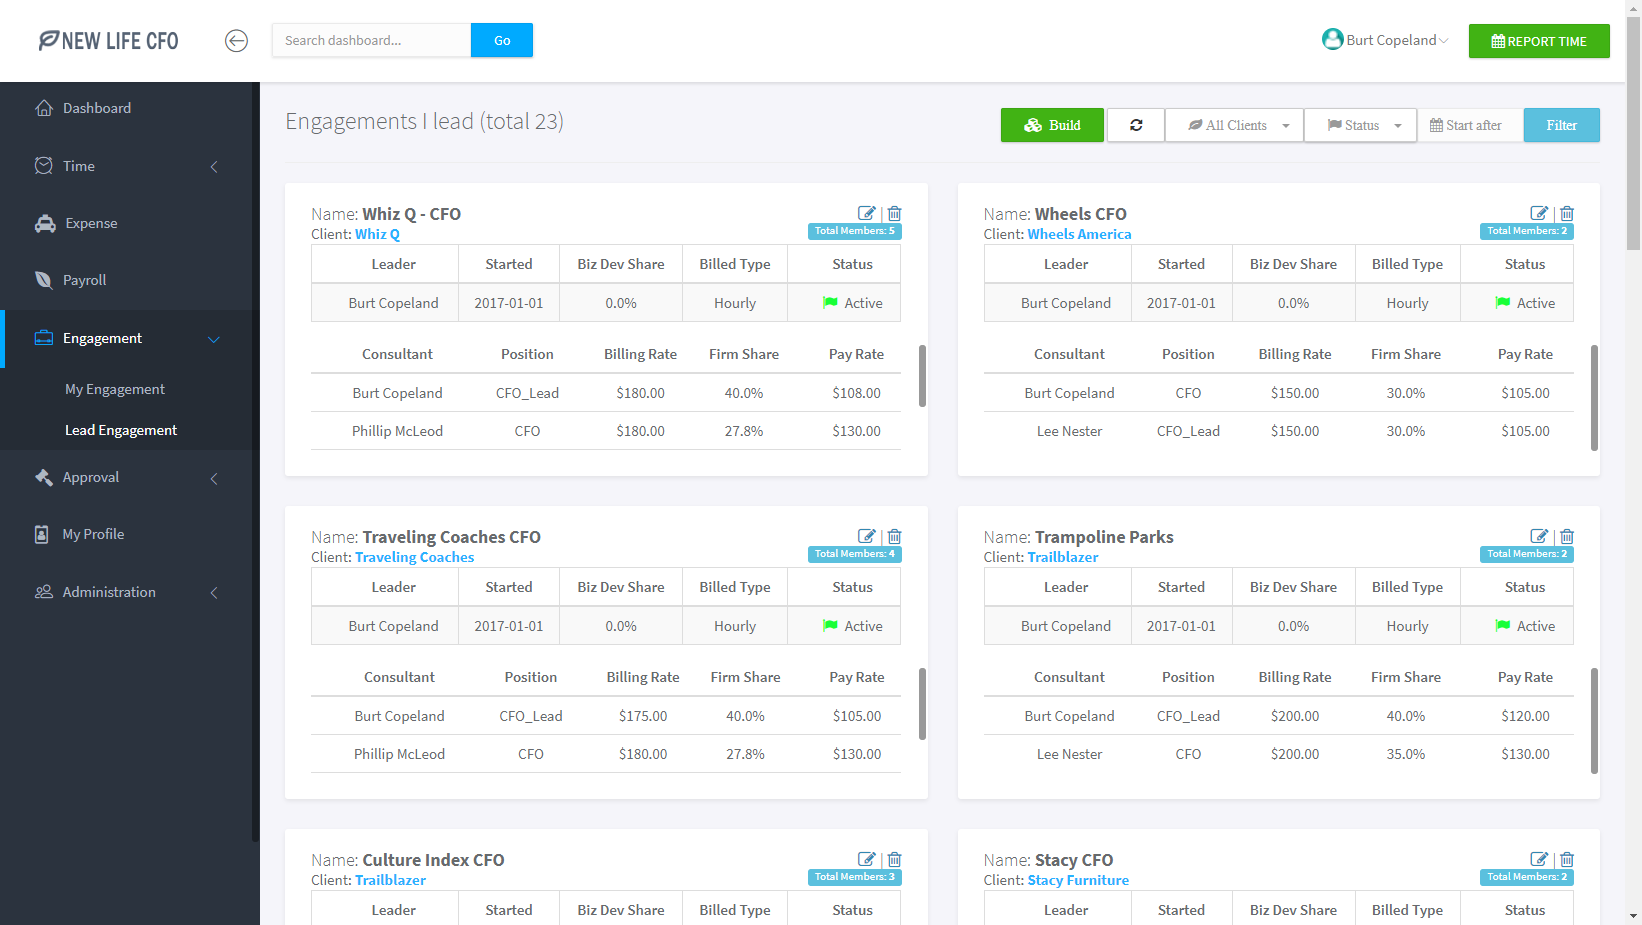 NEW LIFE CFO
Search dashboard...
Go
Burt Copeland
REPORT TIME
Dashboard
Time
Expense
Payroll
Engagement
My Engagement
Lead Engagement
Approval
My Profile
Administration
Engagements I lead (total 23)
Build
All Clients
Status
Start after
Filter
Name: Whiz Q - CFO
Client: Whiz Q
Total Members: 5
Leader Started Biz Dev Share Billed Type Status
Burt Copeland 2017-01-01 0.0% Hourly Active
Consultant Position Billing Rate Firm Share Pay Rate
Burt Copeland CFO_Lead $180.00 40.0% $108.00
Phillip McLeod CFO $180.00 27.8% $130.00
Name: Wheels CFO
Client: Wheels America
Total Members: 2
Leader Started Biz Dev Share Billed Type Status
Burt Copeland 2017-01-01 0.0% Hourly Active
Consultant Position Billing Rate Firm Share Pay Rate
Burt Copeland CFO $150.00 30.0% $105.00
Lee Nester CFO_Lead $150.00 30.0% $105.00
Name: Traveling Coaches CFO
Client: Traveling Coaches
Total Members: 4
Leader Started Biz Dev Share Billed Type Status
Burt Copeland 2017-01-01 0.0% Hourly Active
Consultant Position Billing Rate Firm Share Pay Rate
Burt Copeland CFO_Lead $175.00 40.0% $105.00
Phillip McLeod CFO $180.00 27.8% $130.00
Name: Trampoline Parks
Client: Trailblazer
Total Members: 2
Leader Started Biz Dev Share Billed Type Status
Burt Copeland 2017-01-01 0.0% Hourly Active
Consultant Position Billing Rate Firm Share Pay Rate
Burt Copeland CFO_Lead $200.00 40.0% $120.00
Lee Nester CFO $200.00 35.0% $130.00
Name: Culture Index CFO
Client: Trailblazer
Total Members: 3
Leader Started Biz Dev Share Billed Type Status
Name: Stacy CFO
Client: Stacy Furniture
Total Members: 2
Leader Started Biz Dev Share Billed Type Status